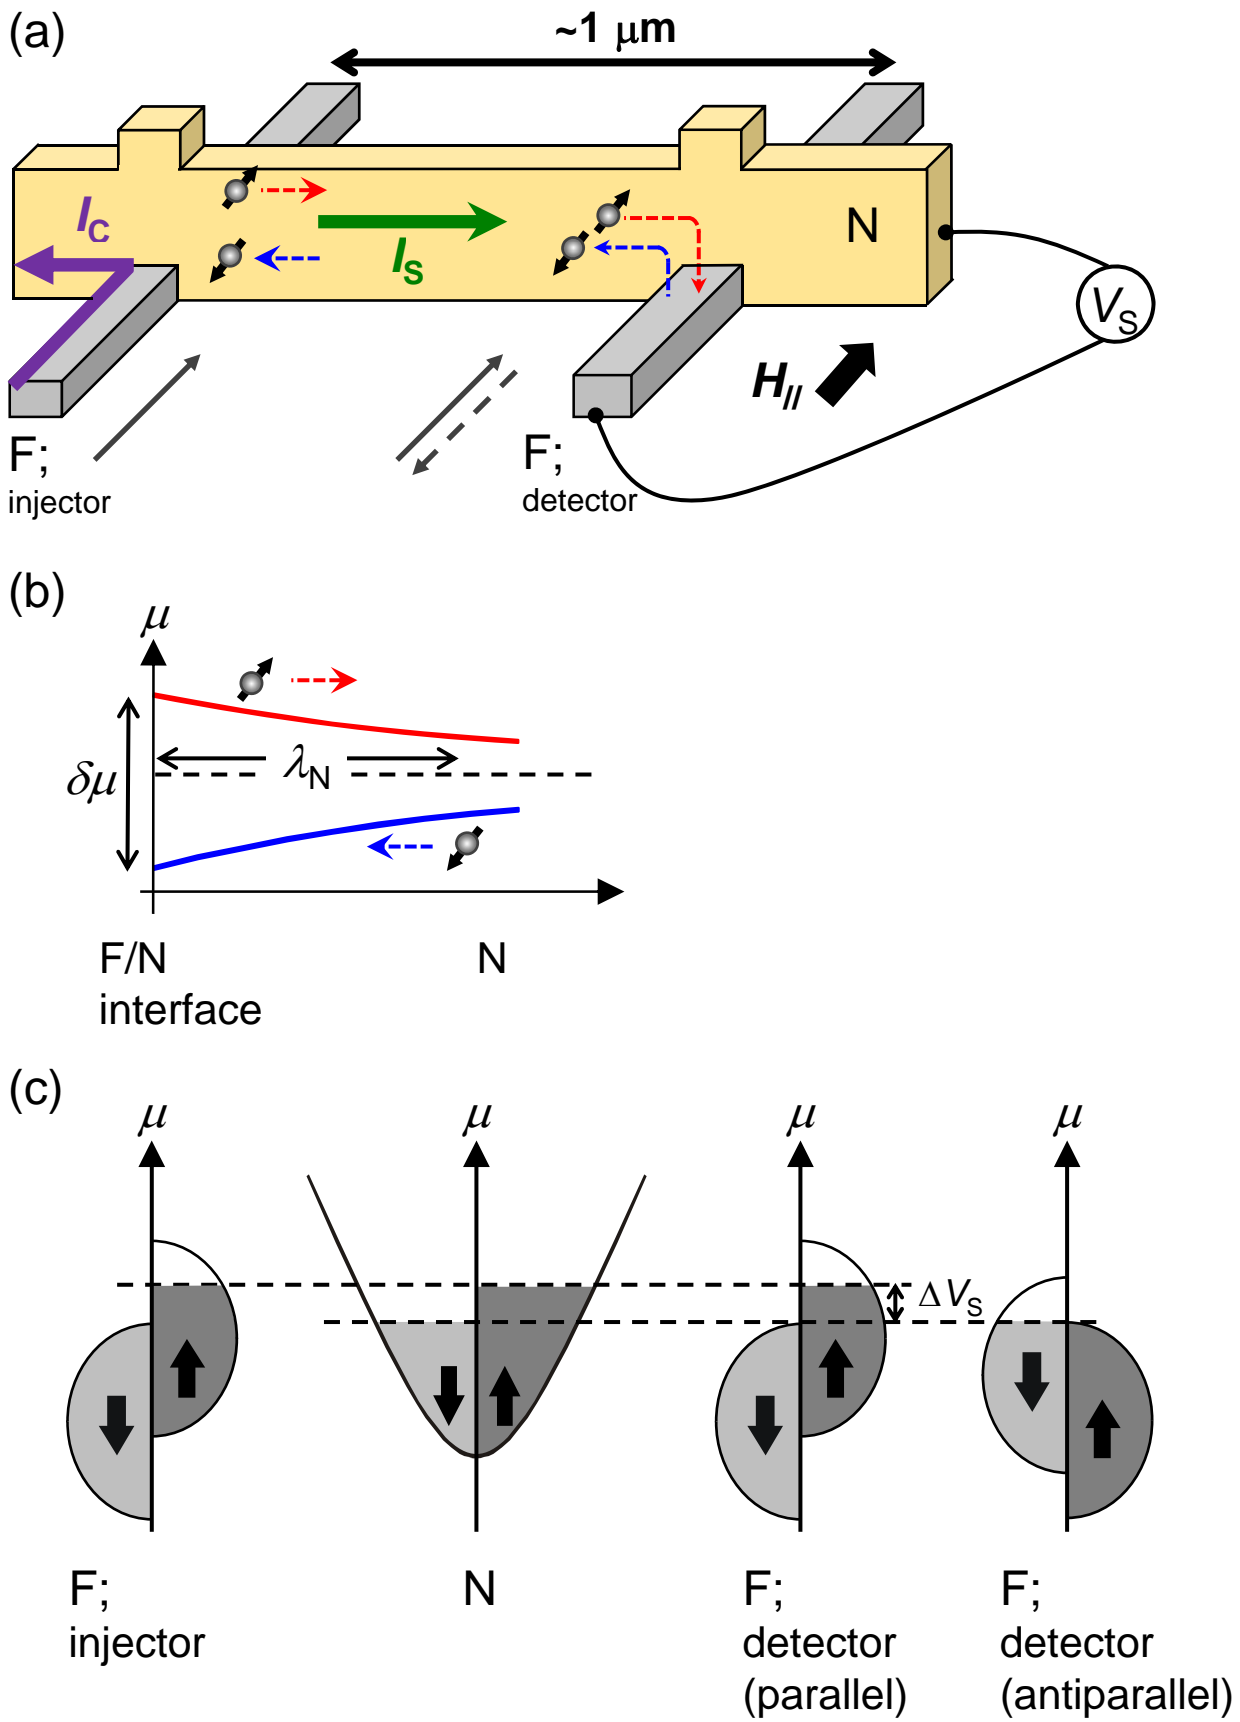 (a)
~1 μm
I_C
I_S
N
V_S
H_//
F;
injector
F;
detector
(b)
μ
δμ
λ_N
F/N
interface
N
(c)
μ
μ
μ
μ
ΔV_S
F;
injector
N
F;
detector
(parallel)
F;
detector
(antiparallel)